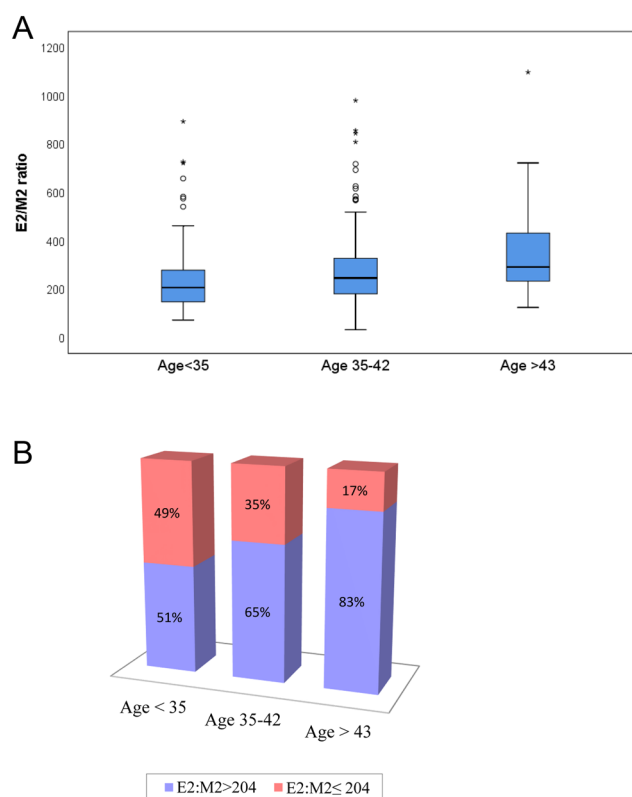 A
1200
1000
800
600
400
200
0
E2/M2 ratio
Age<35 Age 35-42 Age >43
B
49% 35% 17%
51% 65% 83%
Age < 35 Age 35-42 Age > 43
E2:M2>204 E2:M2≤ 204